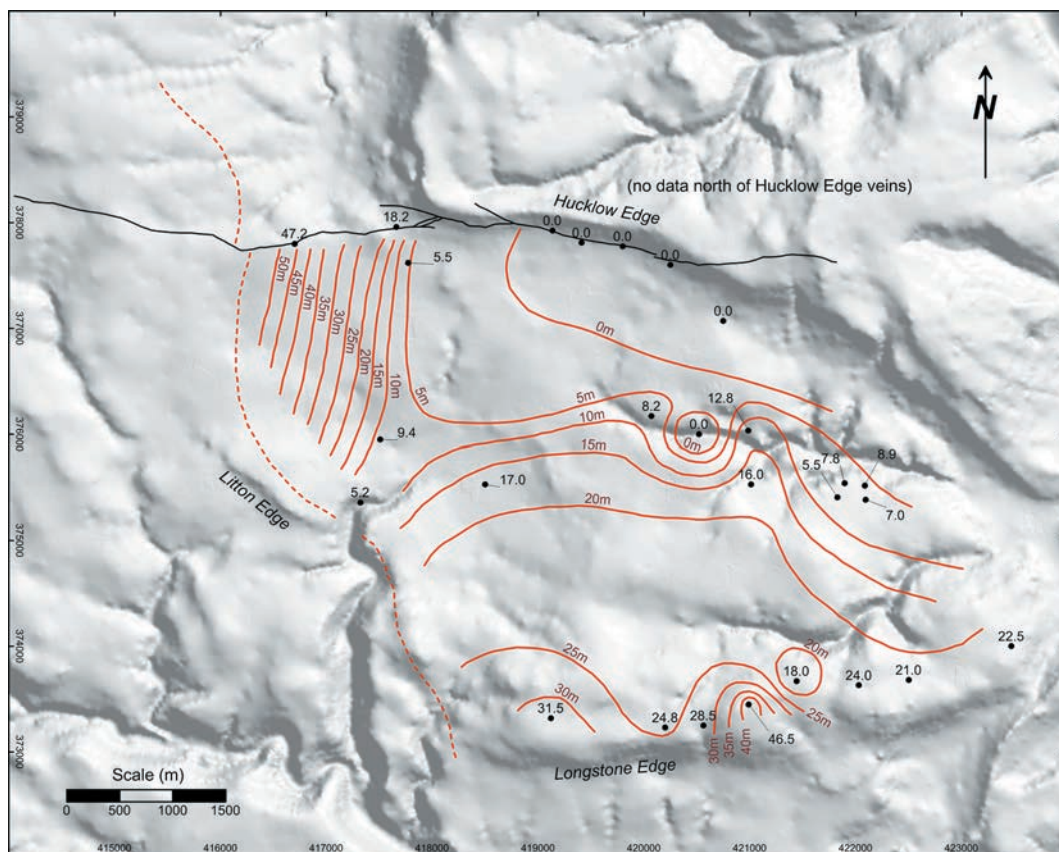 N
(no data north of Hucklow Edge veins)
Hucklow Edge
379000
378000
377000
376000
375000
374000
373000
47.2
18.2
0.0
0.0
0.0
0.0
5.5
0.0
50m
45m
40m
35m
30m
25m
20m
15m
10m
5m
0m
5m
10m
15m
20m
8.2
0.0
0m
12.8
9.4
5.2
17.0
16.0
5.5
7.8
8.9
7.0
Litton Edge
22.5
20m
18.0
24.0
21.0
25m
30m
31.5
24.8
28.5
30m
35m
40m
46.5
25m
Longstone Edge
Scale (m)
0 500 1000 1500
415000 416000 417000 418000 419000 420000 421000 422000 423000